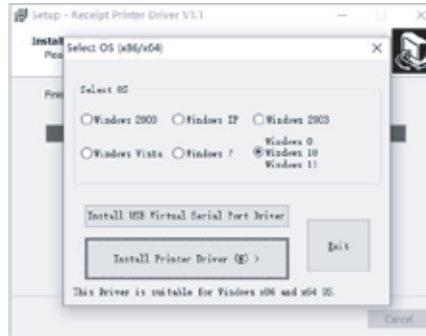 Setup - Receipt Printer Driver V1.1
Install
Plea
Select OS (x86/x64)
Select OS
Windows 2000
Windows XP
Windows 2003
Windows Vista
Windows 7
Windows 8
Windows 10
Windows 11
Install USB Virtual Serial Port Driver
Install Printer Driver (E) >
Exit
This Driver is suitable for Windows x86 and x64 OS.
Cancel